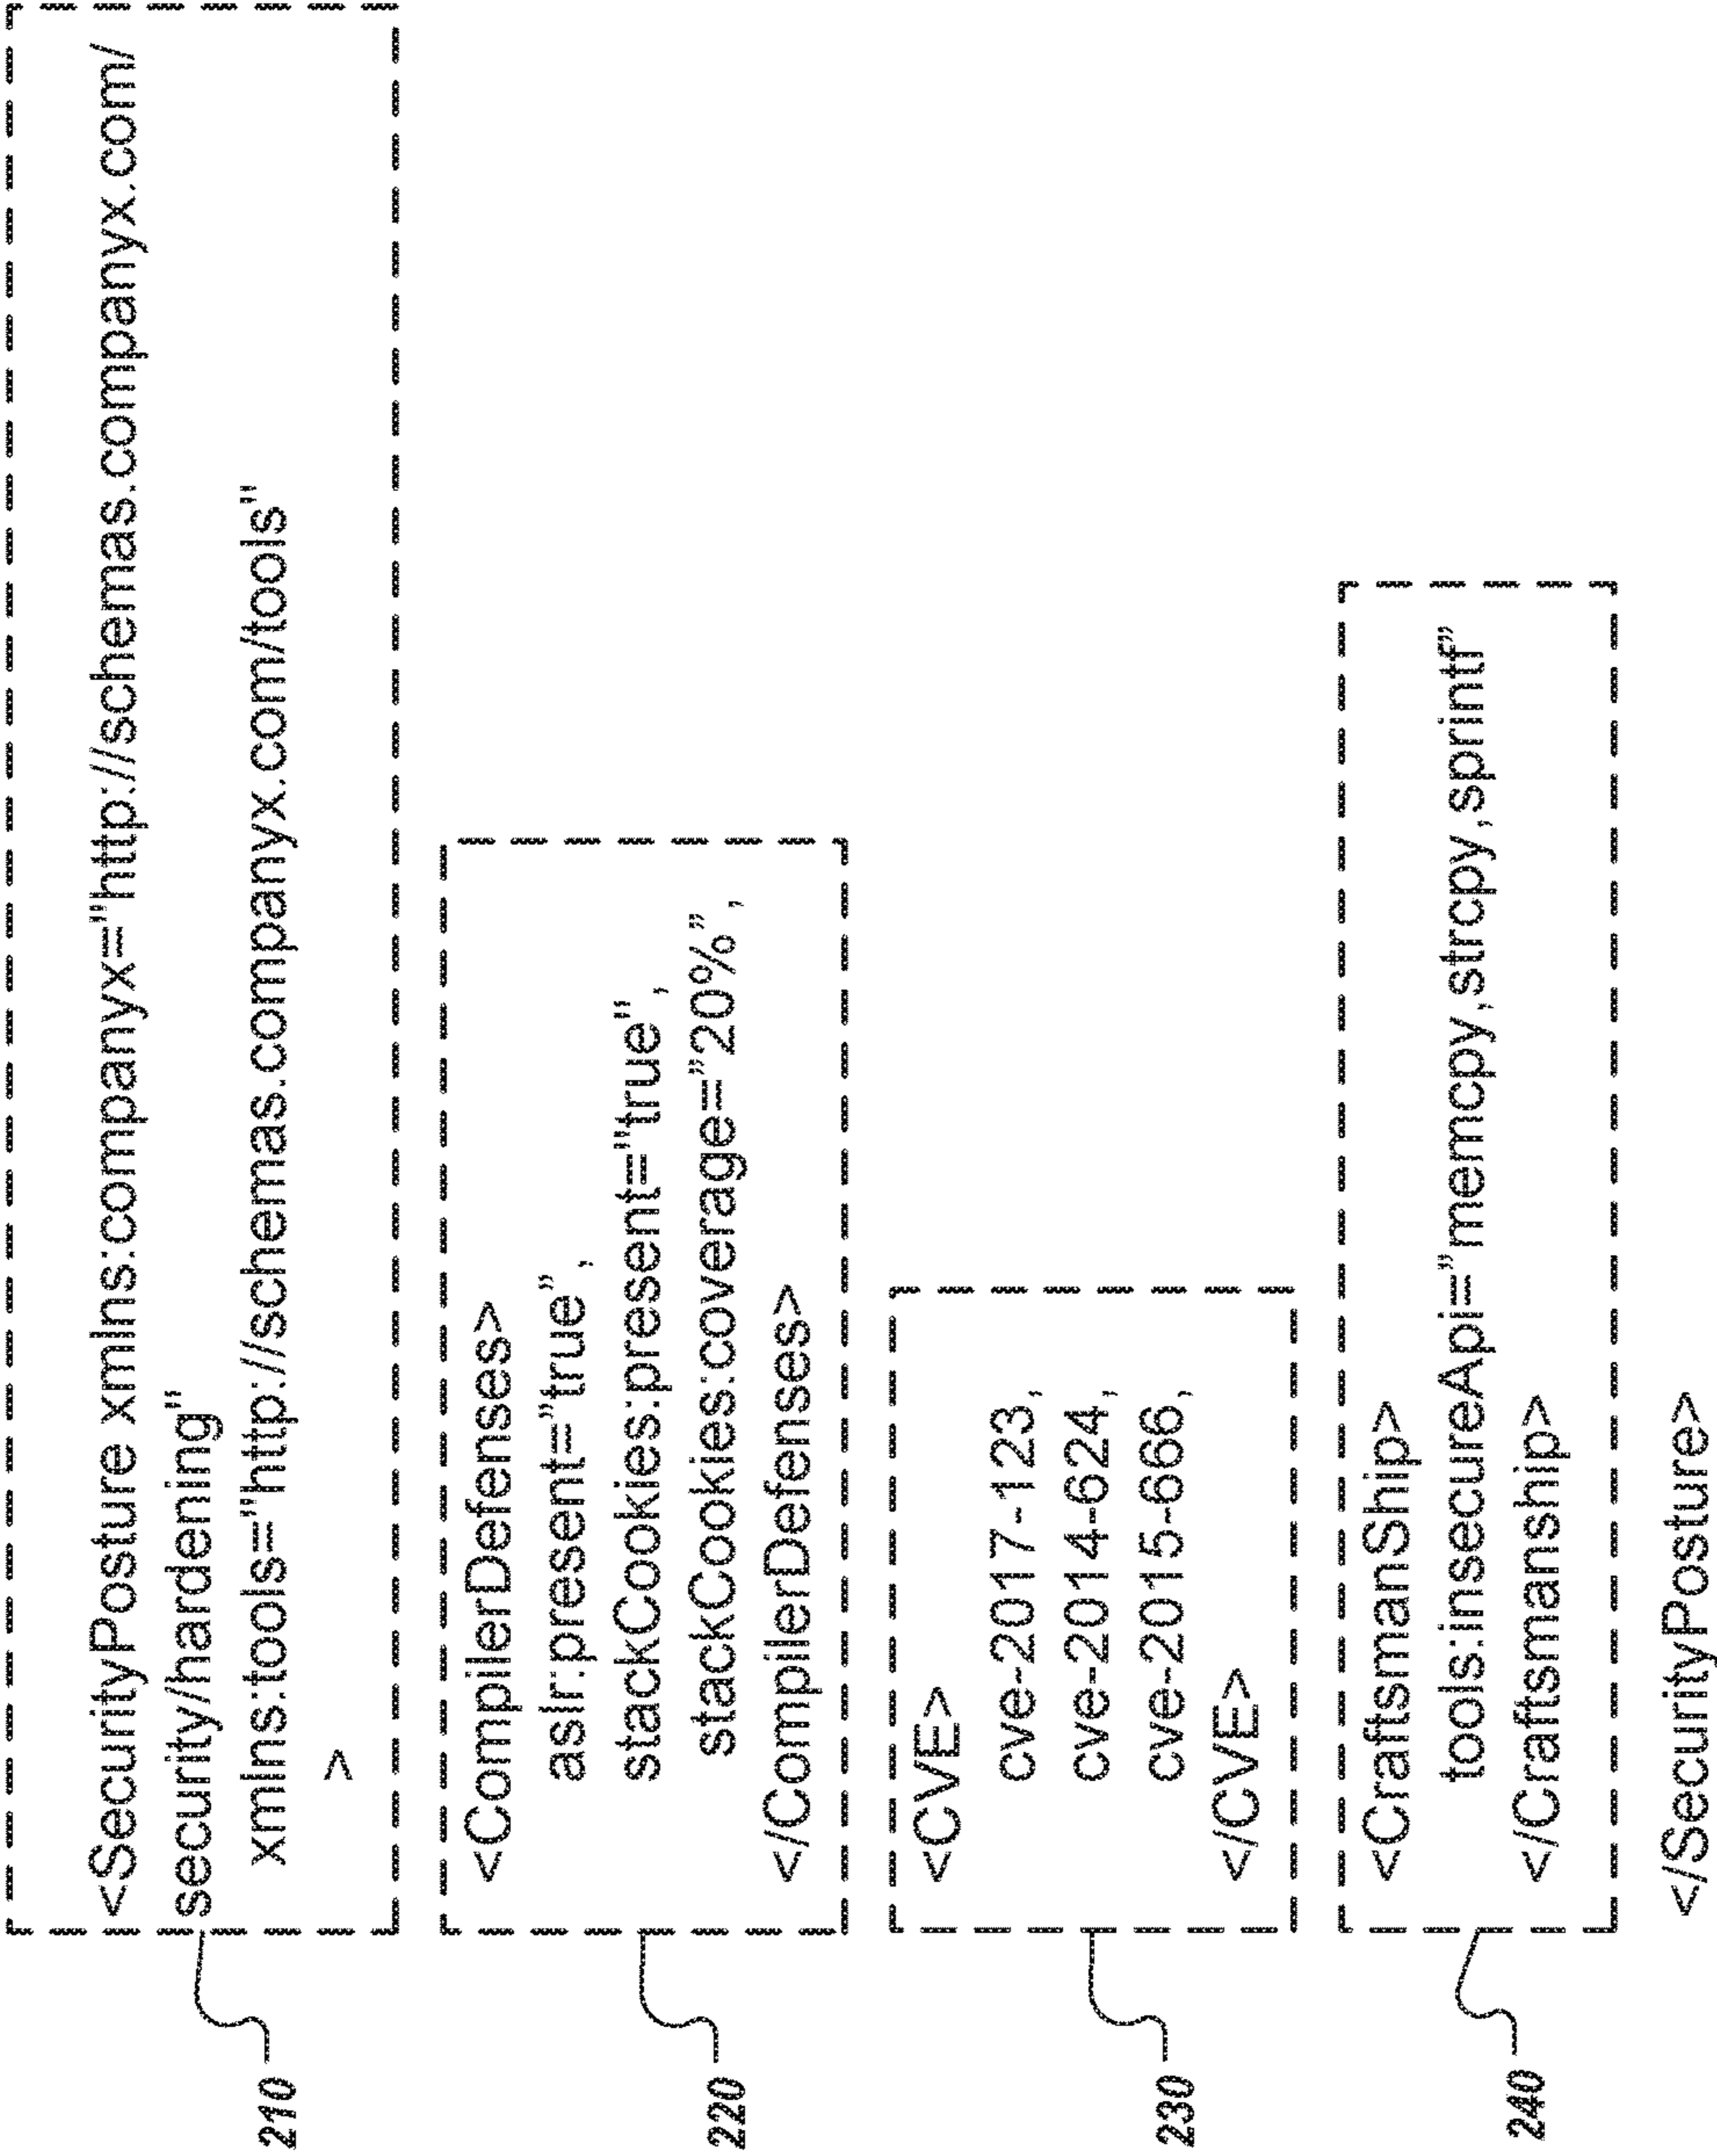 <SecurityPosture xmlns:companyx="http://schemas.companyx.com/
security/hardening"
xmlns:tools="http://schemas.companyx.com/tools"
>
210
<CompilerDefenses>
aslr:present=”true”,
stackCookies:present="true",
stackCookies:coverage=”20%”,
</CompilerDefenses>
220
<CVE>
cve-2017-123,
cve-2014-624,
cve-2015-666,
</CVE>
230
<CraftsmanShip>
tools:insecureApi=”memcpy,strcpy,sprintf”
</Craftsmanship>
240
</SecurityPosture>